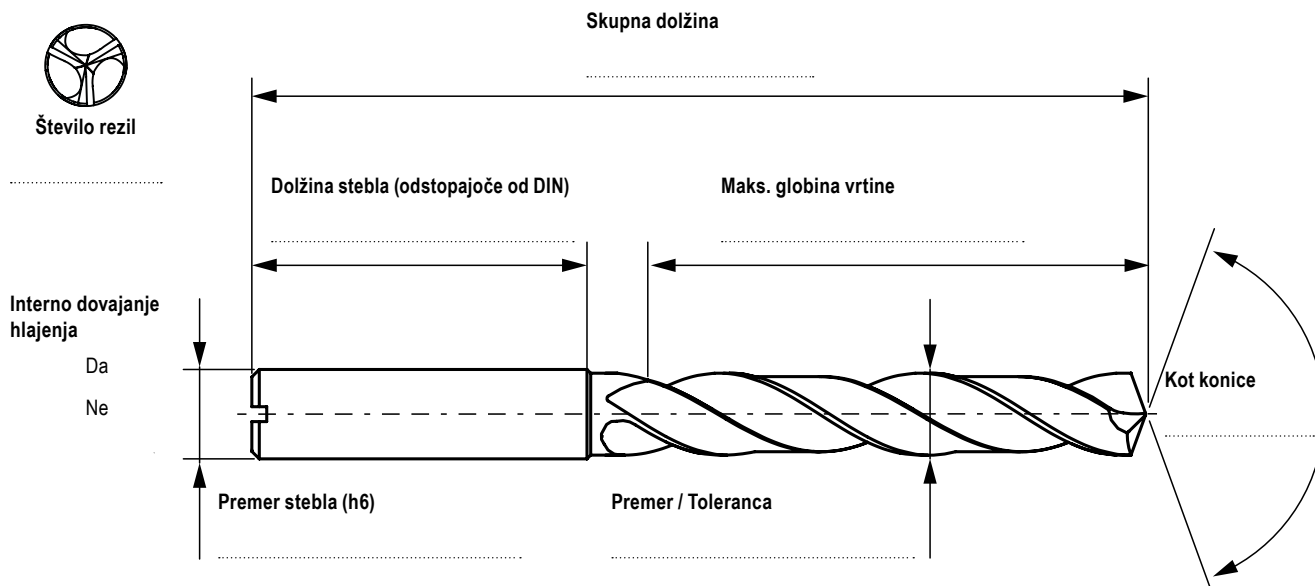 Skupna dolžina
Število rezil
Dolžina stebla (odstopajoče od DIN)
Maks. globina vrtine
Interno dovajanje
hlajenja
Da
Ne
Kot konice
Premer stebla (h6)
Premer / Toleranca